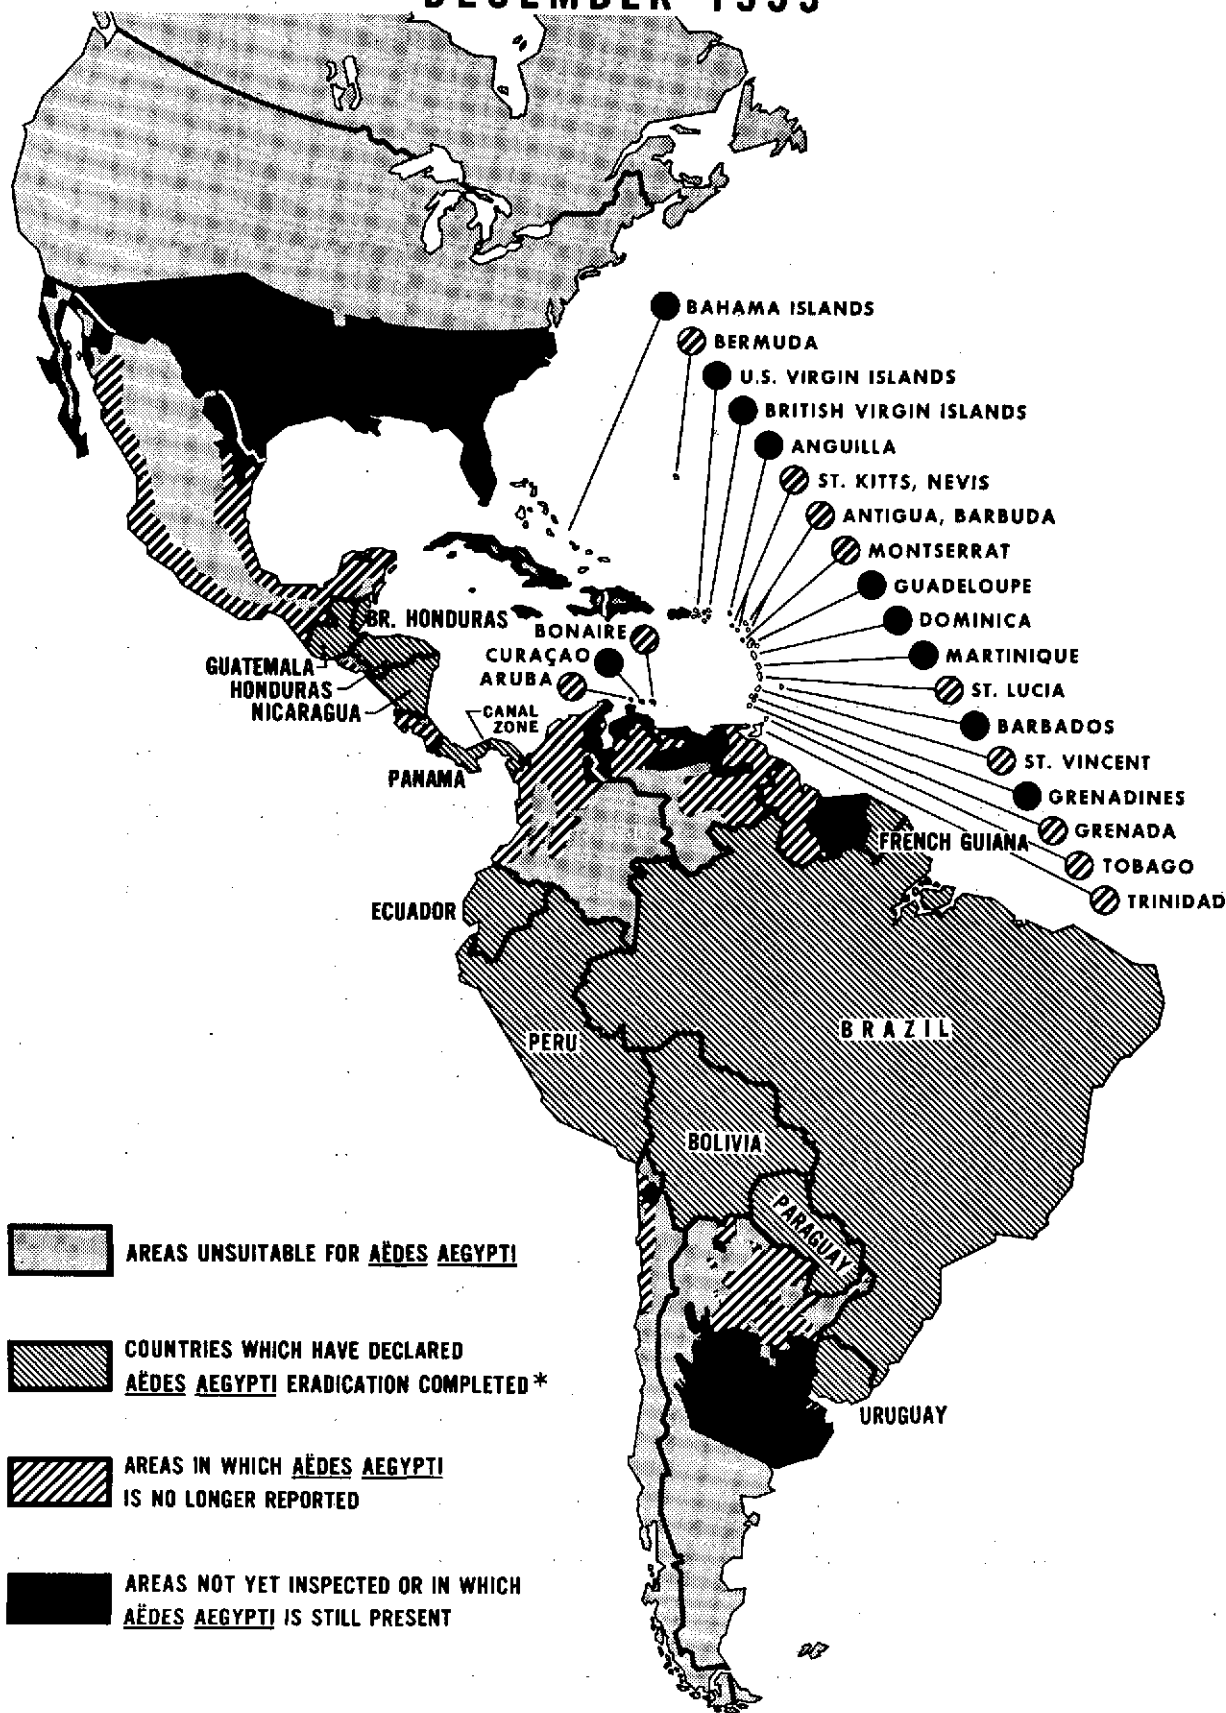 BAHAMA ISLANDS
BERMUDA
U.S. VIRGIN ISLANDS
BRITISH VIRGIN ISLANDS
ANGUILLA
ST. KITTS, NEVIS
ANTIGUA, BARBUDA
MONTSERRAT
GUADELOUPE
DOMINICA
MARTINIQUE
ST. LUCIA
BARBADOS
ST. VINCENT
GRENADINES
GRENADA
TOBAGO
TRINIDAD
BR. HONDURAS
BONAIRE
CURAÇAO
ARUBA
GUATEMALA
HONDURAS
NICARAGUA
CANAL
ZONE
PANAMA
FRENCH GUIANA
ECUADOR
PERU
BRAZIL
BOLIVIA
PARAGUAY
URUGUAY
AREAS UNSUITABLE FOR AËDES AEGYPTI
COUNTRIES WHICH HAVE DECLARED
AËDES AEGYPTI ERADICATION COMPLETED*
AREAS IN WHICH AËDES AEGYPTI
IS NO LONGER REPORTED
AREAS NOT YET INSPECTED OR IN WHICH
AËDES AEGYPTI IS STILL PRESENT